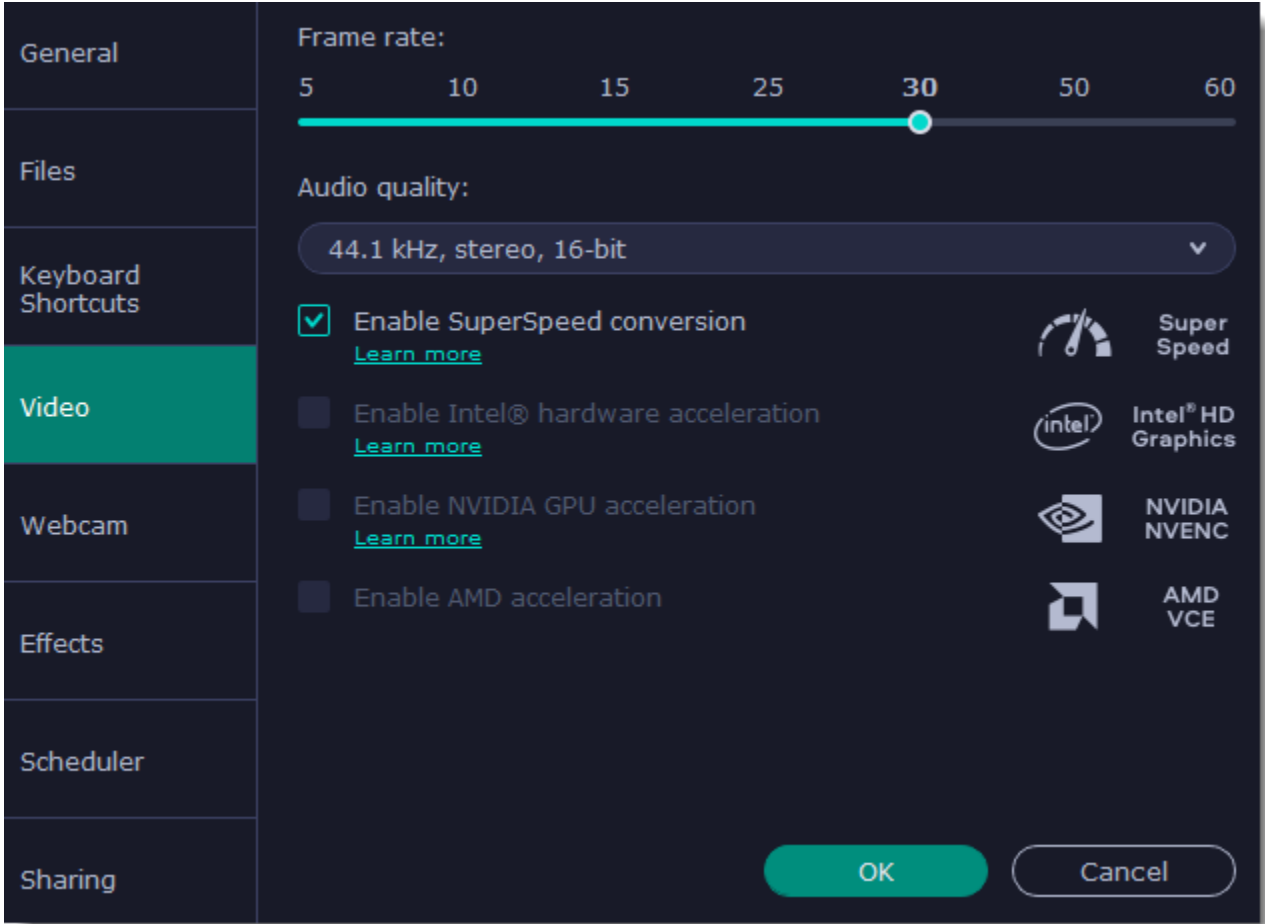 General
Files
Keyboard
Shortcuts
Video
Webcam
Effects
Scheduler
Sharing
Frame rate:
5 10 15 25 30 50 60
Audio quality:
44.1 kHz, stereo, 16-bit
Enable SuperSpeed conversion
Learn more
Super
Speed
Enable Intel® hardware acceleration
Learn more
intel
Intel® HD
Graphics
Enable NVIDIA GPU acceleration
Learn more
NVIDIA
NVENC
Enable AMD acceleration
AMD
VCE
OK
Cancel